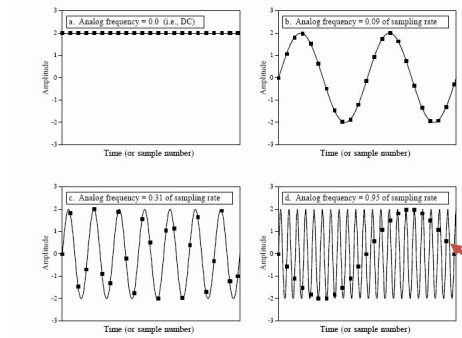 3
a. Analog frequency = 0.0 (i.e., DC)
2
1
0
-1
-2
-3
Amplitude
Time (or sample number)
3
b. Analog frequency = 0.09 of sampling rate
2
1
0
-1
-2
-3
Amplitude
Time (or sample number)
3
c. Analog frequency = 0.31 of sampling rate
2
1
0
-1
-2
-3
Amplitude
Time (or sample number)
3
d. Analog frequency = 0.95 of sampling rate
2
1
0
-1
-2
-3
Amplitude
Time (or sample number)